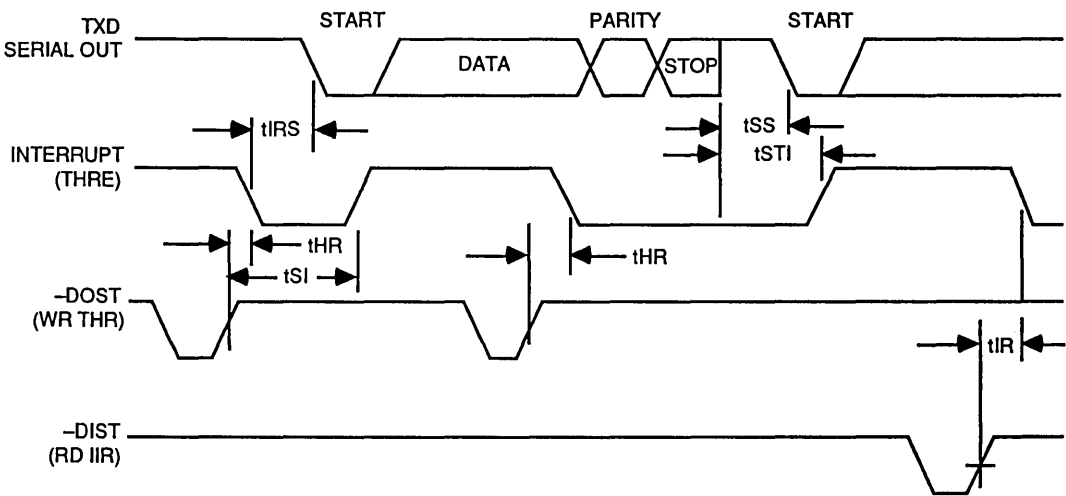 TXD
SERIAL OUT
START
DATA
PARITY
STOP
START
tIRS
tSS
tSTI
INTERRUPT
(THRE)
tHR
tSI
tHR
–DOST
(WR THR)
tIR
–DIST
(RD IIR)